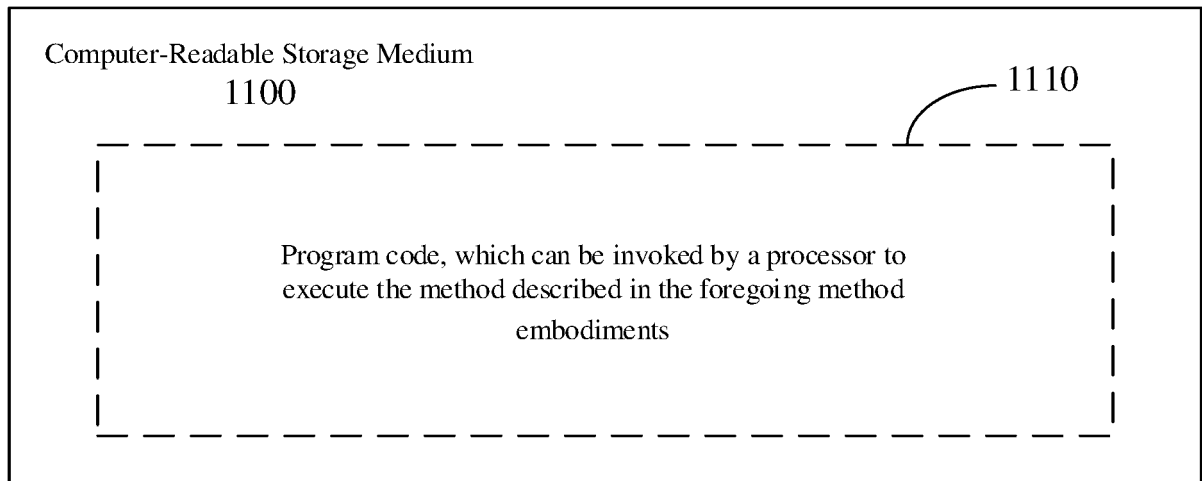 Computer-Readable Storage Medium
1100
1110
Program code, which can be invoked by a processor to
execute the method described in the foregoing method
embodiments